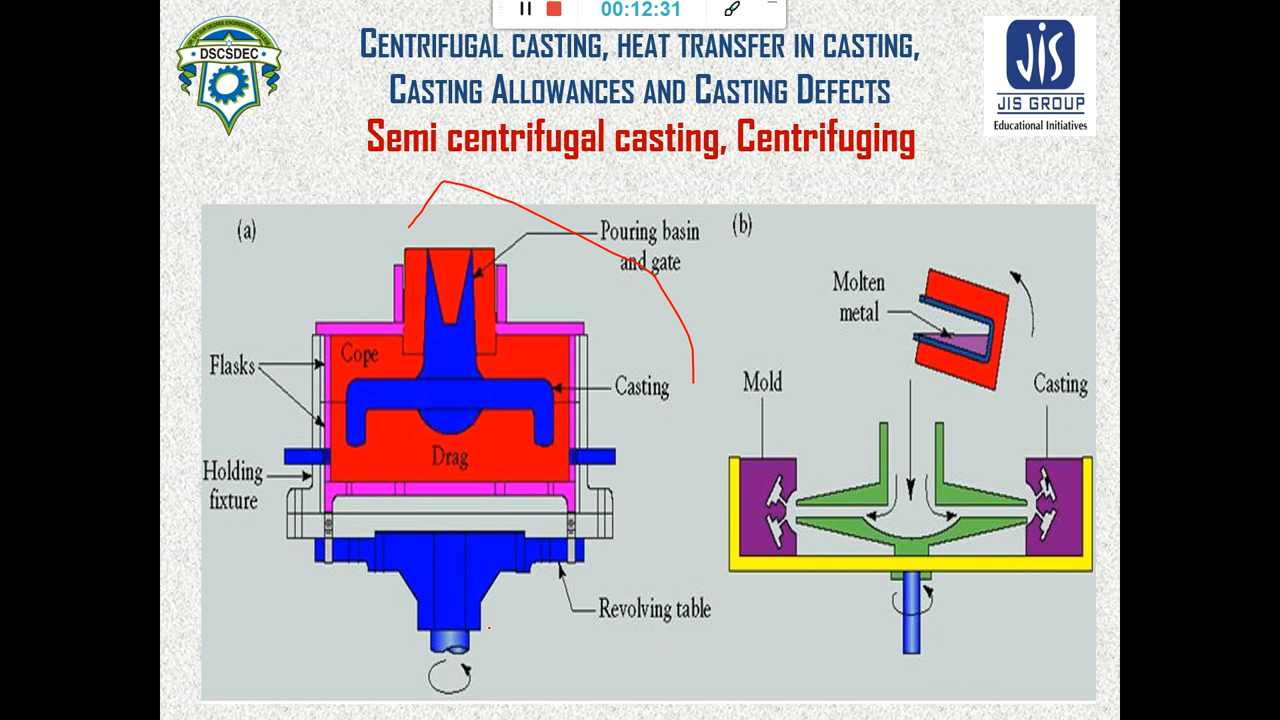 00:12:31
DSCSDEC
CENTRIFUGAL CASTING, HEAT TRANSFER IN CASTING,
CASTING ALLOWANCES AND CASTING DEFECTS
Semi centrifugal casting, Centrifuging
JIS
JIS GROUP
Educational Initiatives
(a)
Pouring basin
and gate
Cope
Flasks
Casting
Drag
Holding
fixture
Revolving table
(b)
Molten
metal
Mold
Casting